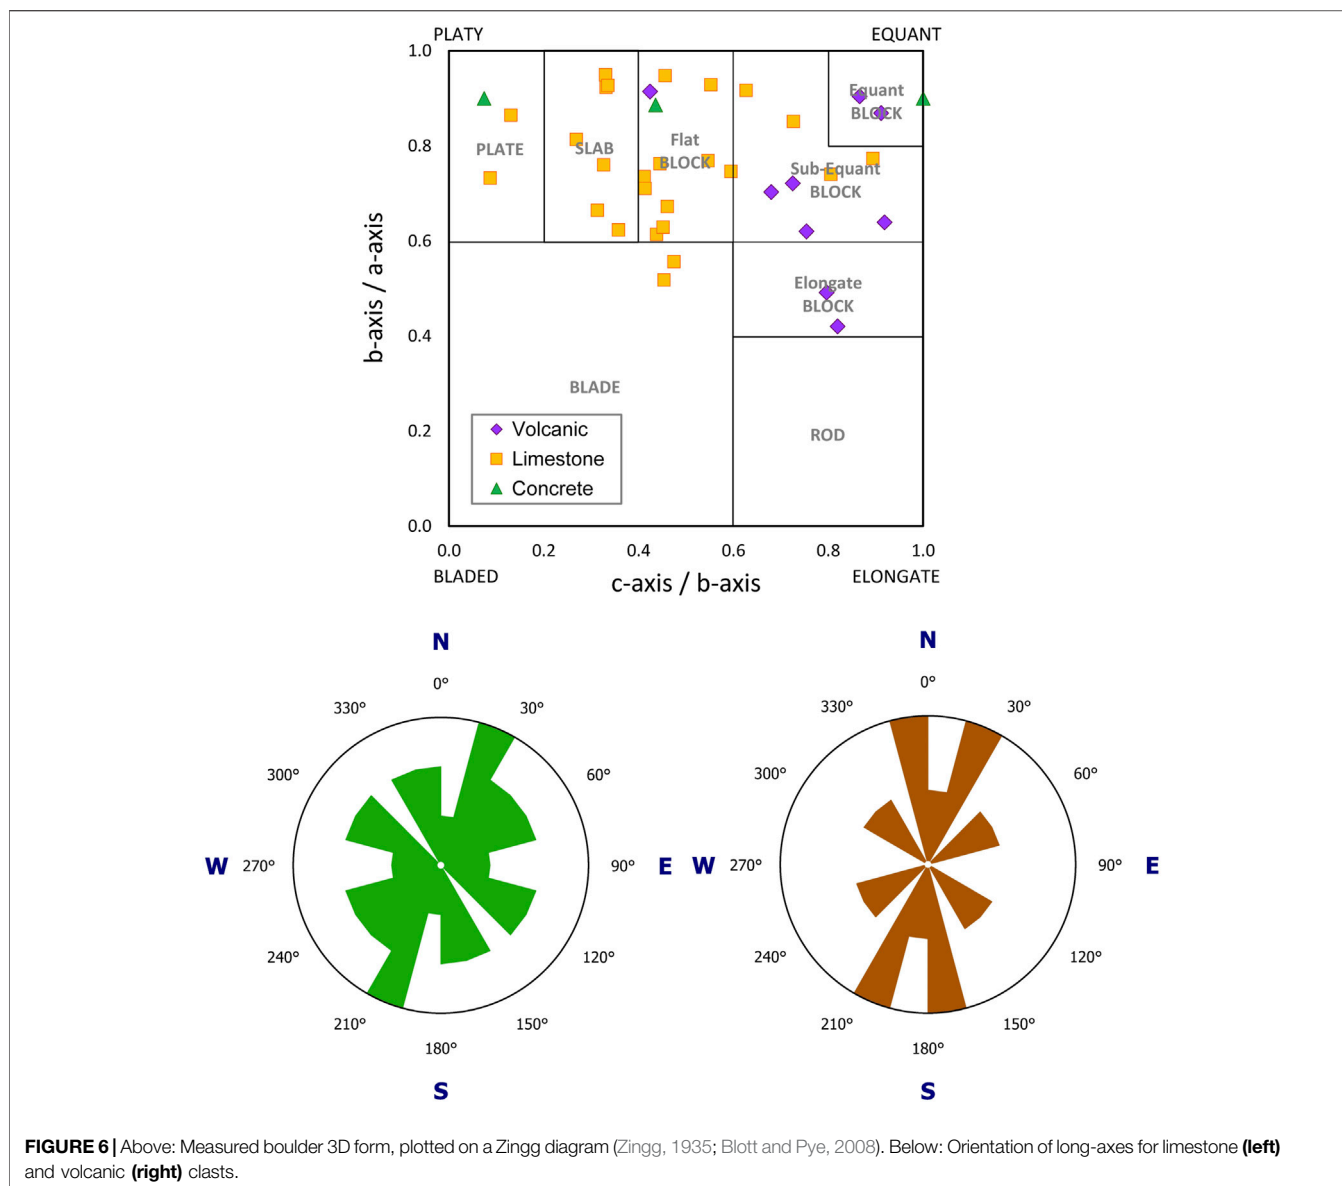 PLATY EQUANT
1.0
Equant
BLOCK
0.8
PLATE SLAB Flat
BLOCK
Sub-Equant
BLOCK
0.6
b-axis / a-axis
Elongate
BLOCK
0.4
BLADE
Volcanic
Limestone
Concrete
ROD
0.2
0.0
0.0 0.2 0.4 0.6 0.8 1.0
BLADED ELONGATE
c-axis / b-axis
N
0°
330° 30°
300° 60°
W 270° 90° E
240° 120°
210° 150°
180°
S
N
0°
330° 30°
300° 60°
W 270° 90° E
240° 120°
210° 150°
180°
S
FIGURE 6 | Above: Measured boulder 3D form, plotted on a Zingg diagram (Zingg, 1935; Blott and Pye, 2008). Below: Orientation of long-axes for limestone (left)
and volcanic (right) clasts.